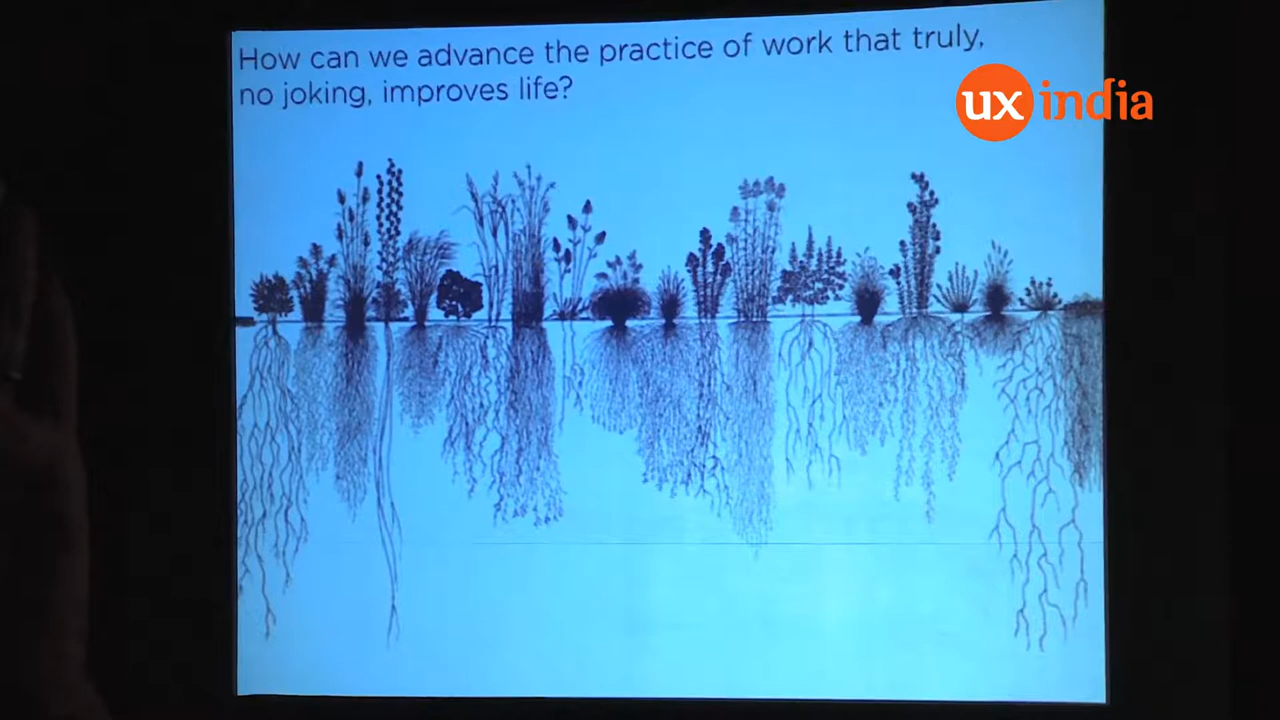 How can we advance the practice of work that truly,
no joking, improves life?
ux india